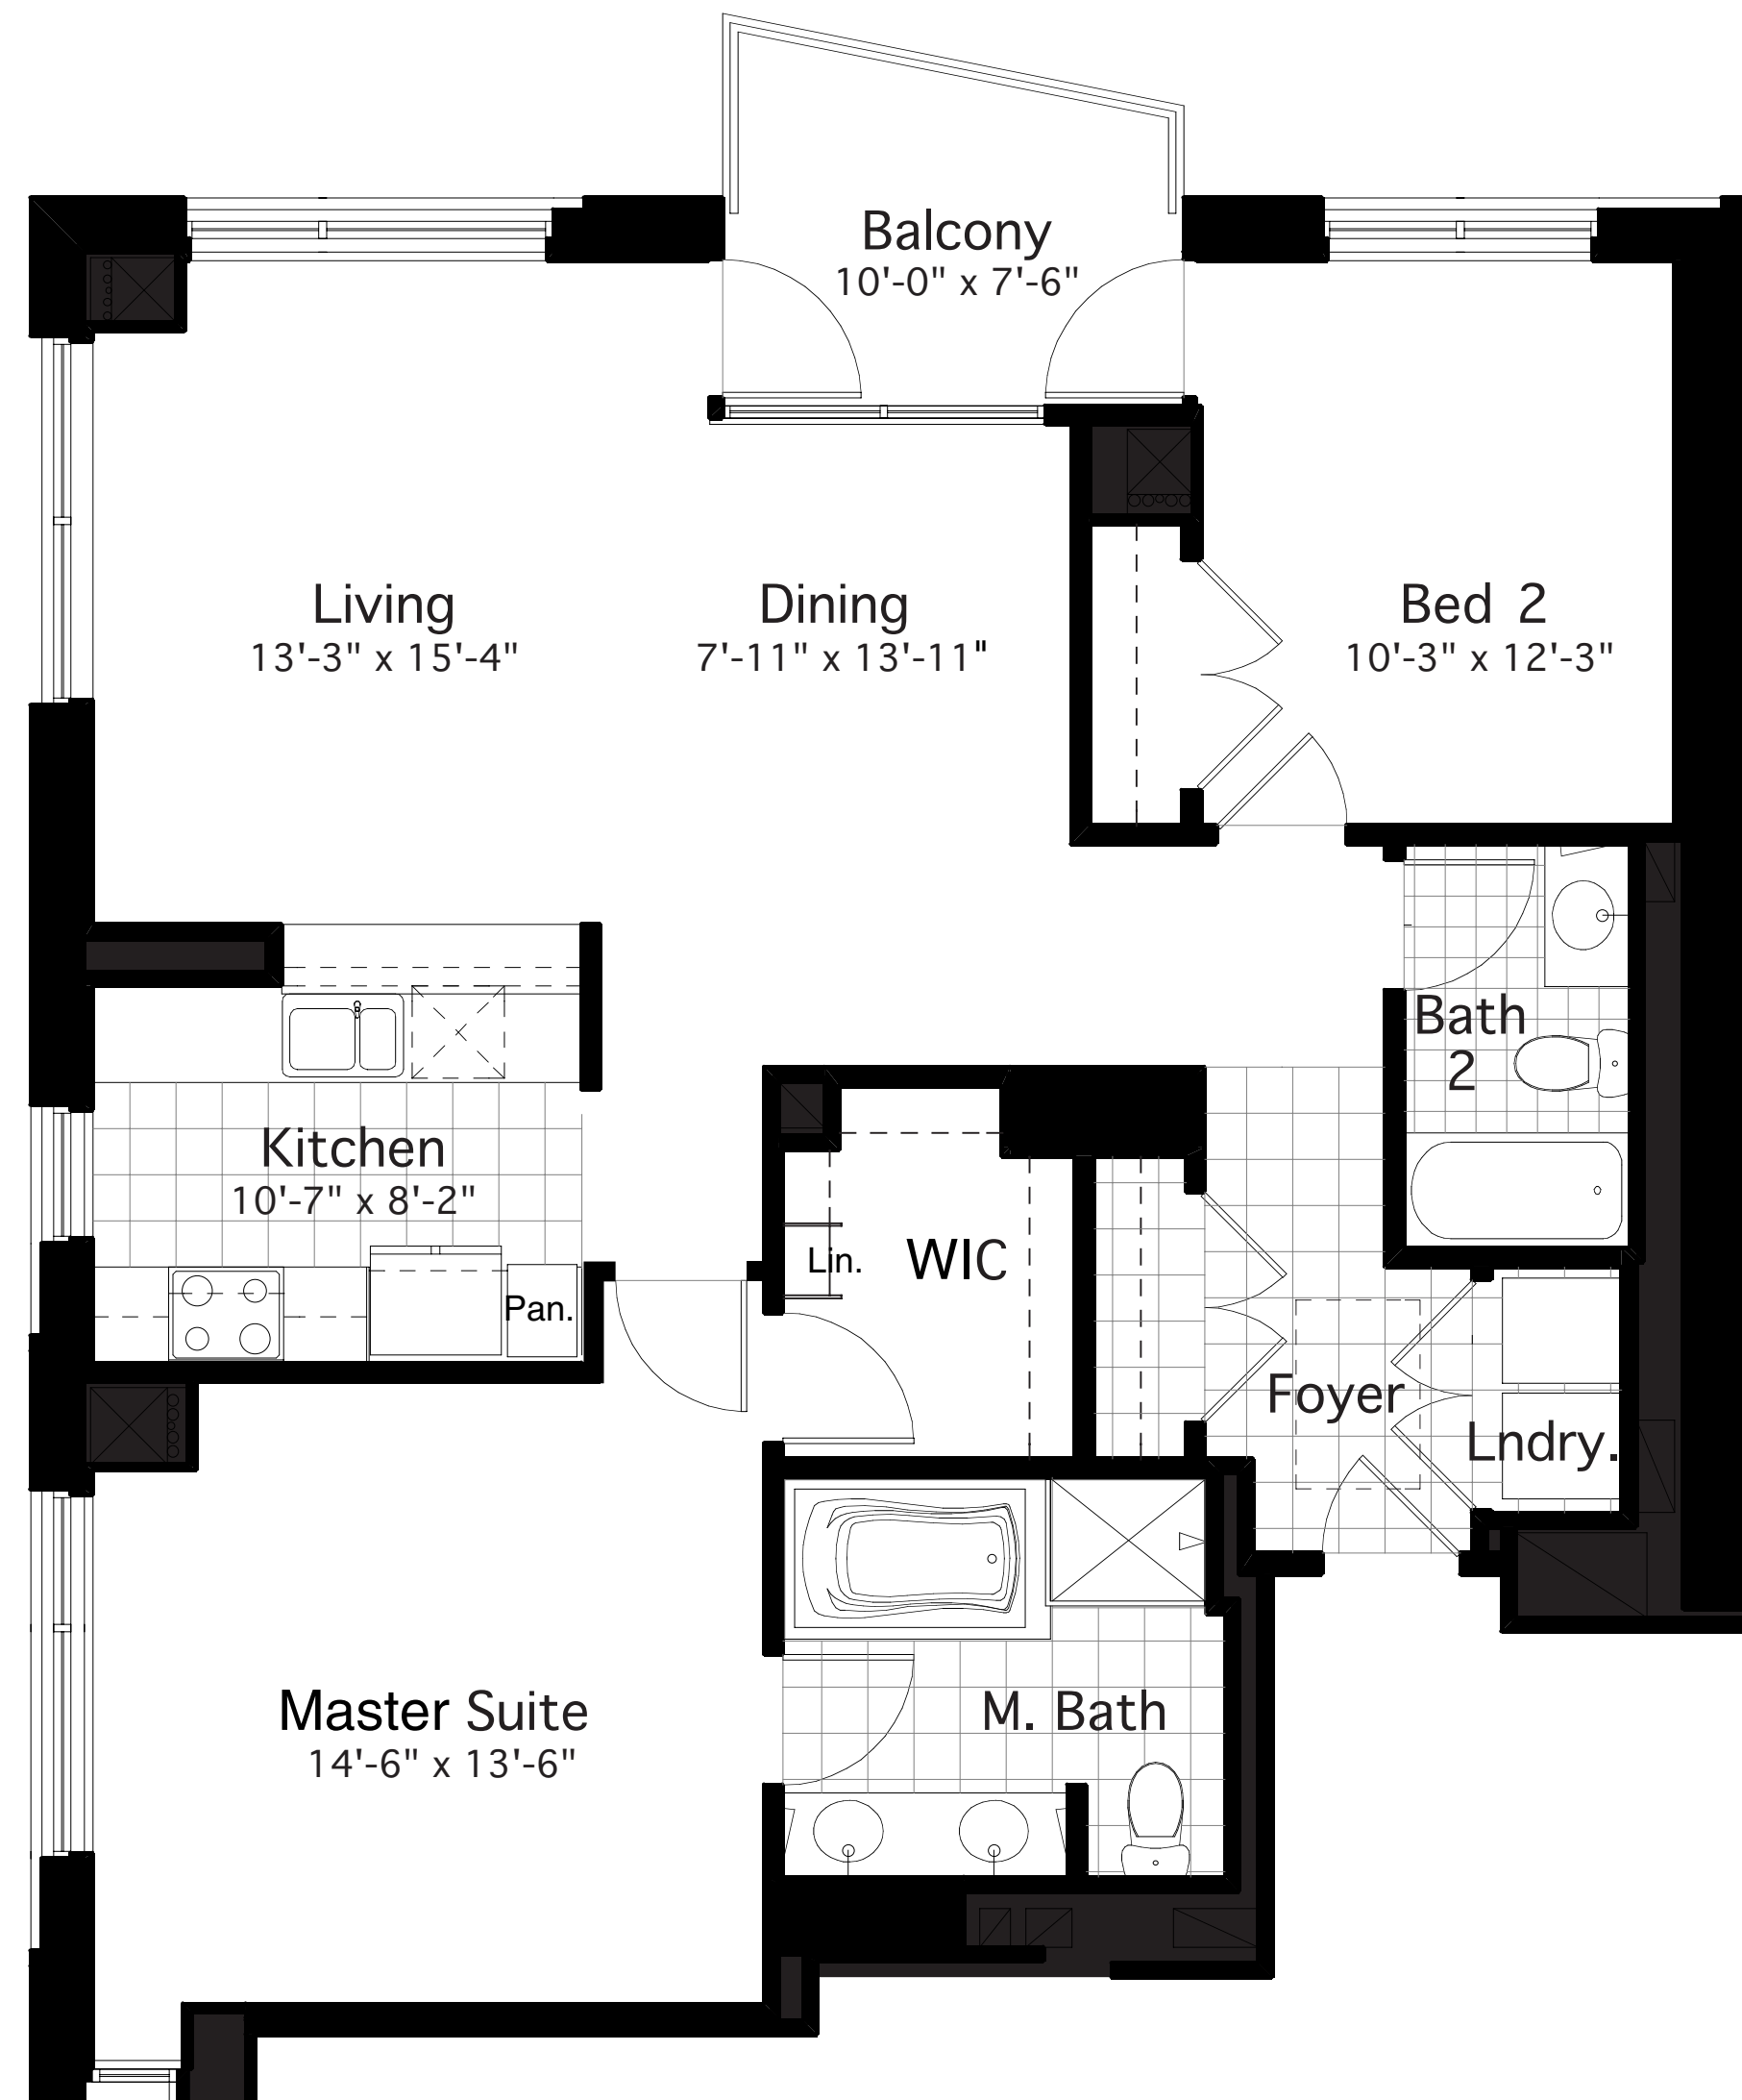 Balcony
10'-0" x 7'-6"
Living
13'-3" x 15'-4"
Dining
7'-11" x 13'-11"
Bed 2
10'-3" x 12'-3"
Bath
2
Kitchen
10'-7" x 8'-2"
Pan.
Lin.
WIC
Foyer
Lndry.
Master Suite
14'-6" x 13'-6"
M. Bath